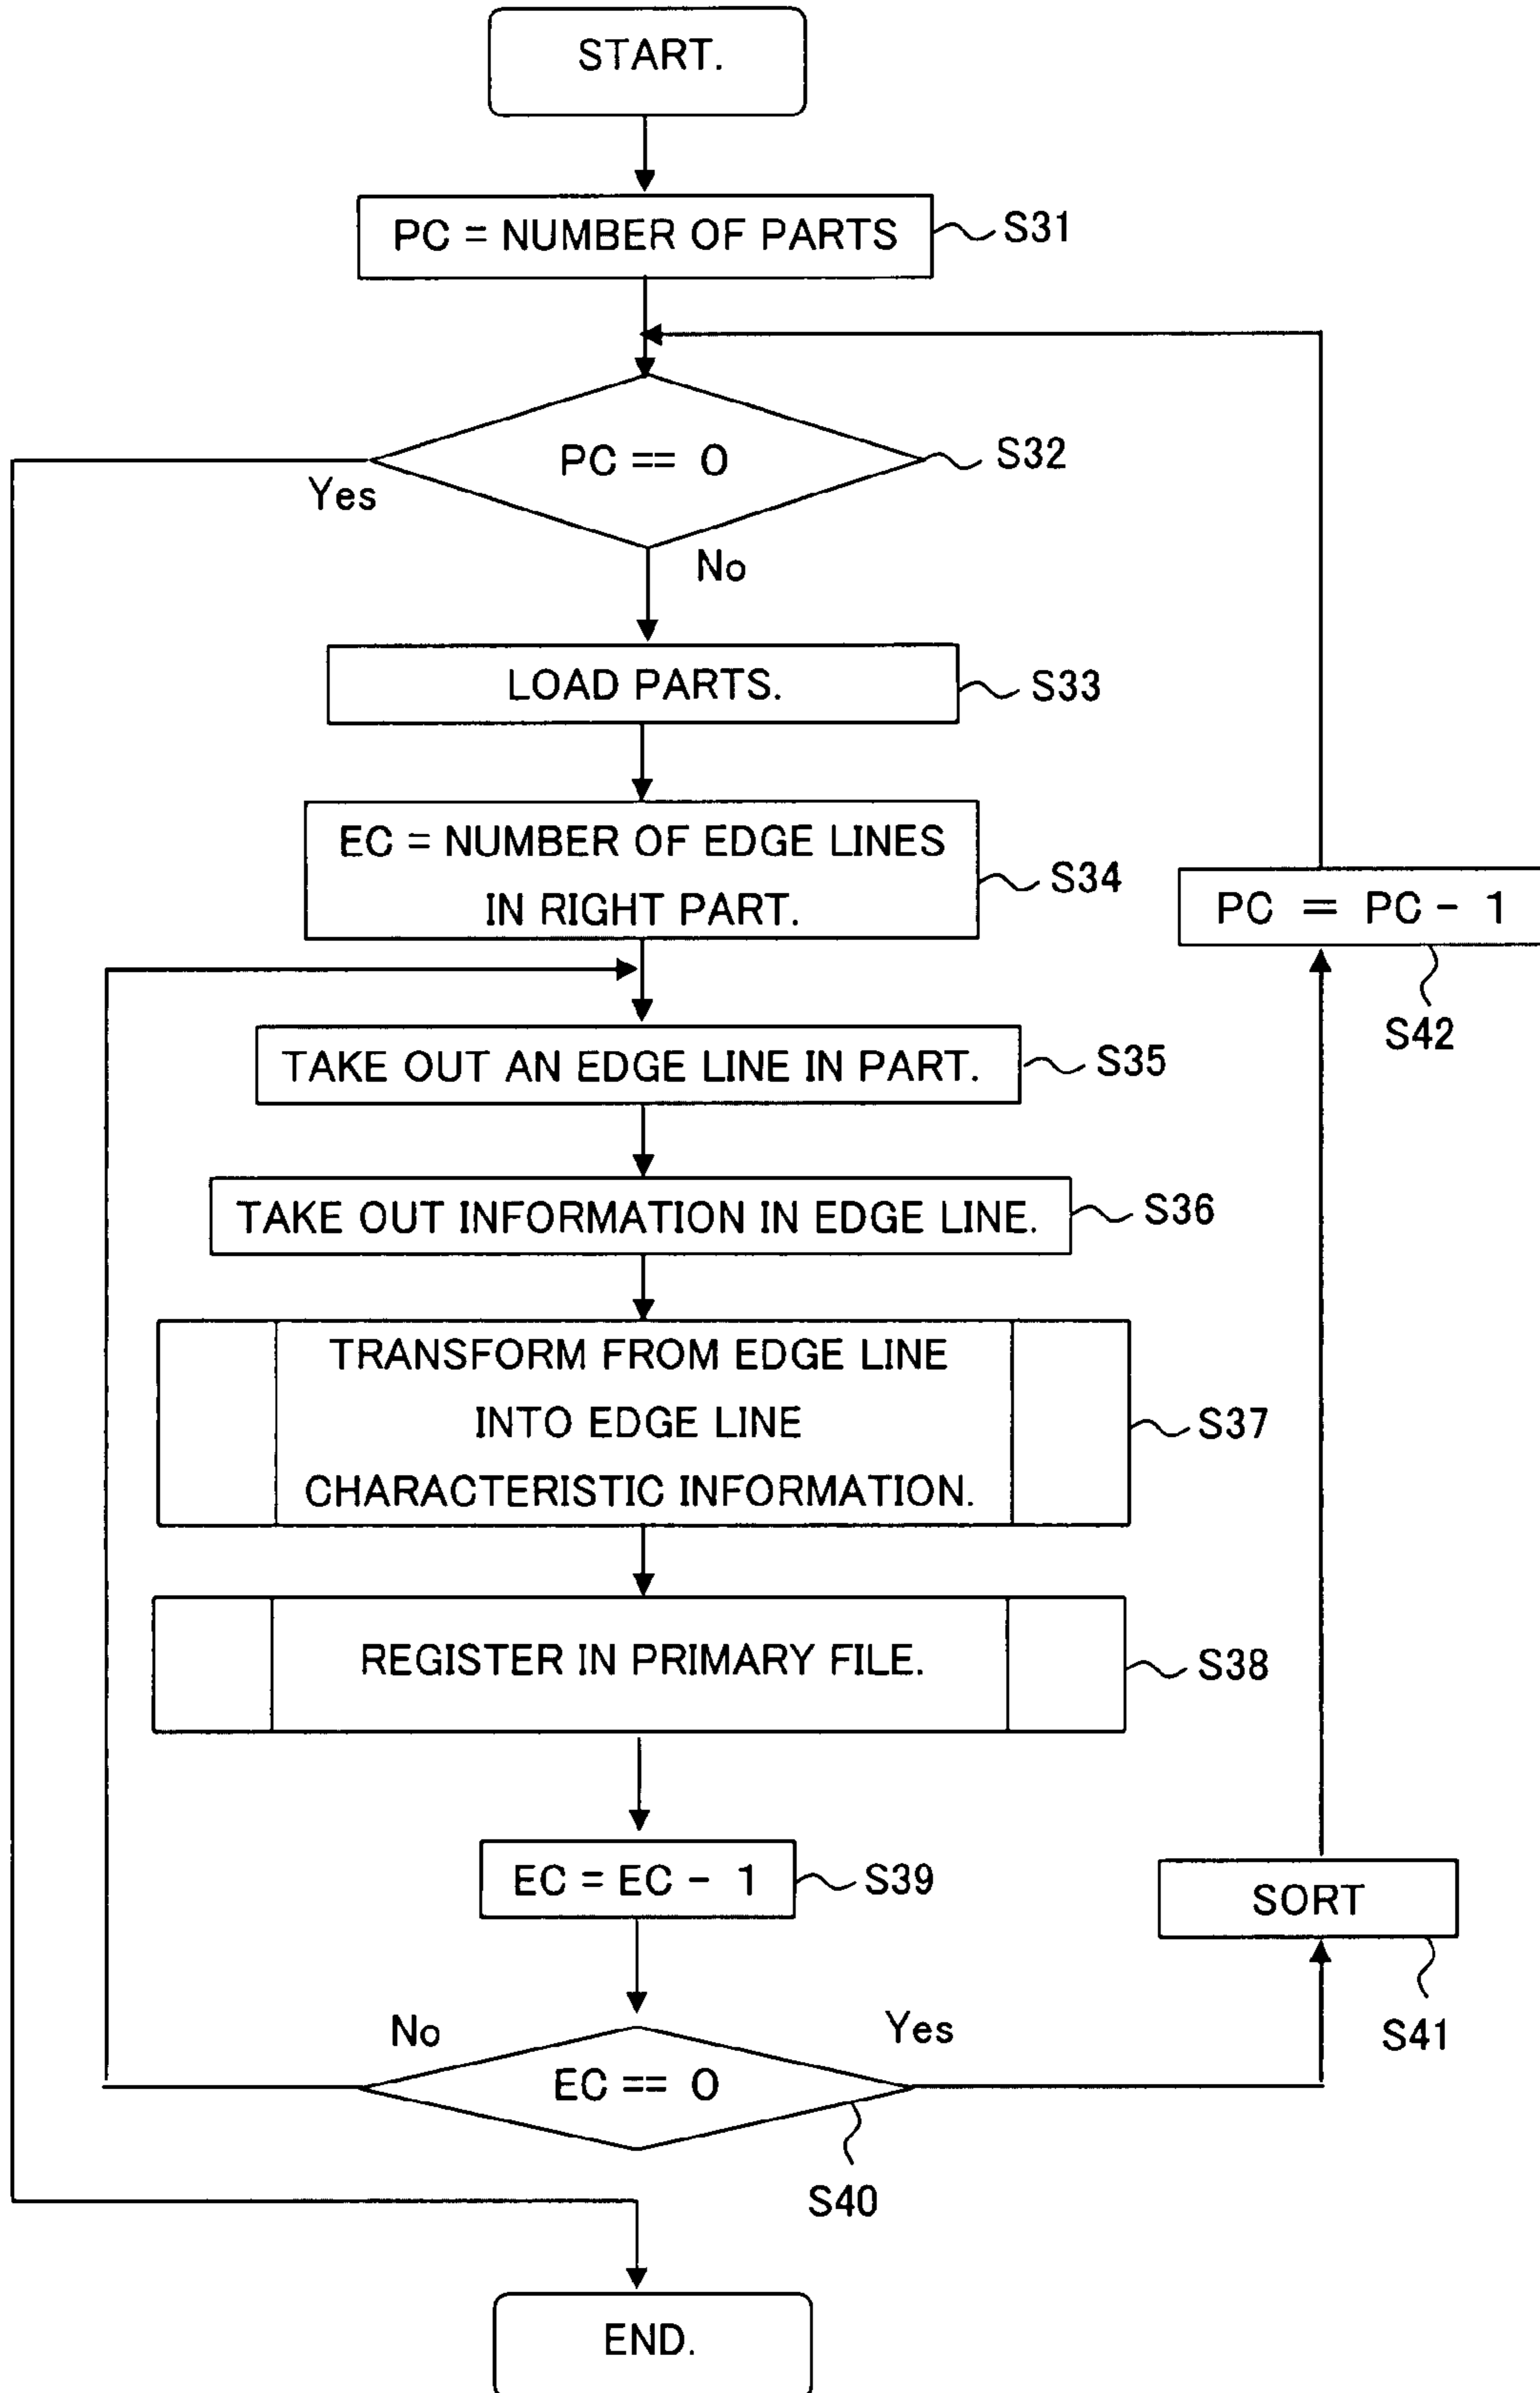 START.
PC = NUMBER OF PARTS
S31
PC == 0
S32
Yes
No
LOAD PARTS.
S33
EC = NUMBER OF EDGE LINES
IN RIGHT PART.
S34
PC = PC - 1
S42
TAKE OUT AN EDGE LINE IN PART.
S35
TAKE OUT INFORMATION IN EDGE LINE.
S36
TRANSFORM FROM EDGE LINE
INTO EDGE LINE
CHARACTERISTIC INFORMATION.
S37
REGISTER IN PRIMARY FILE.
S38
EC = EC - 1
S39
SORT
S41
No
Yes
EC == 0
S40
END.